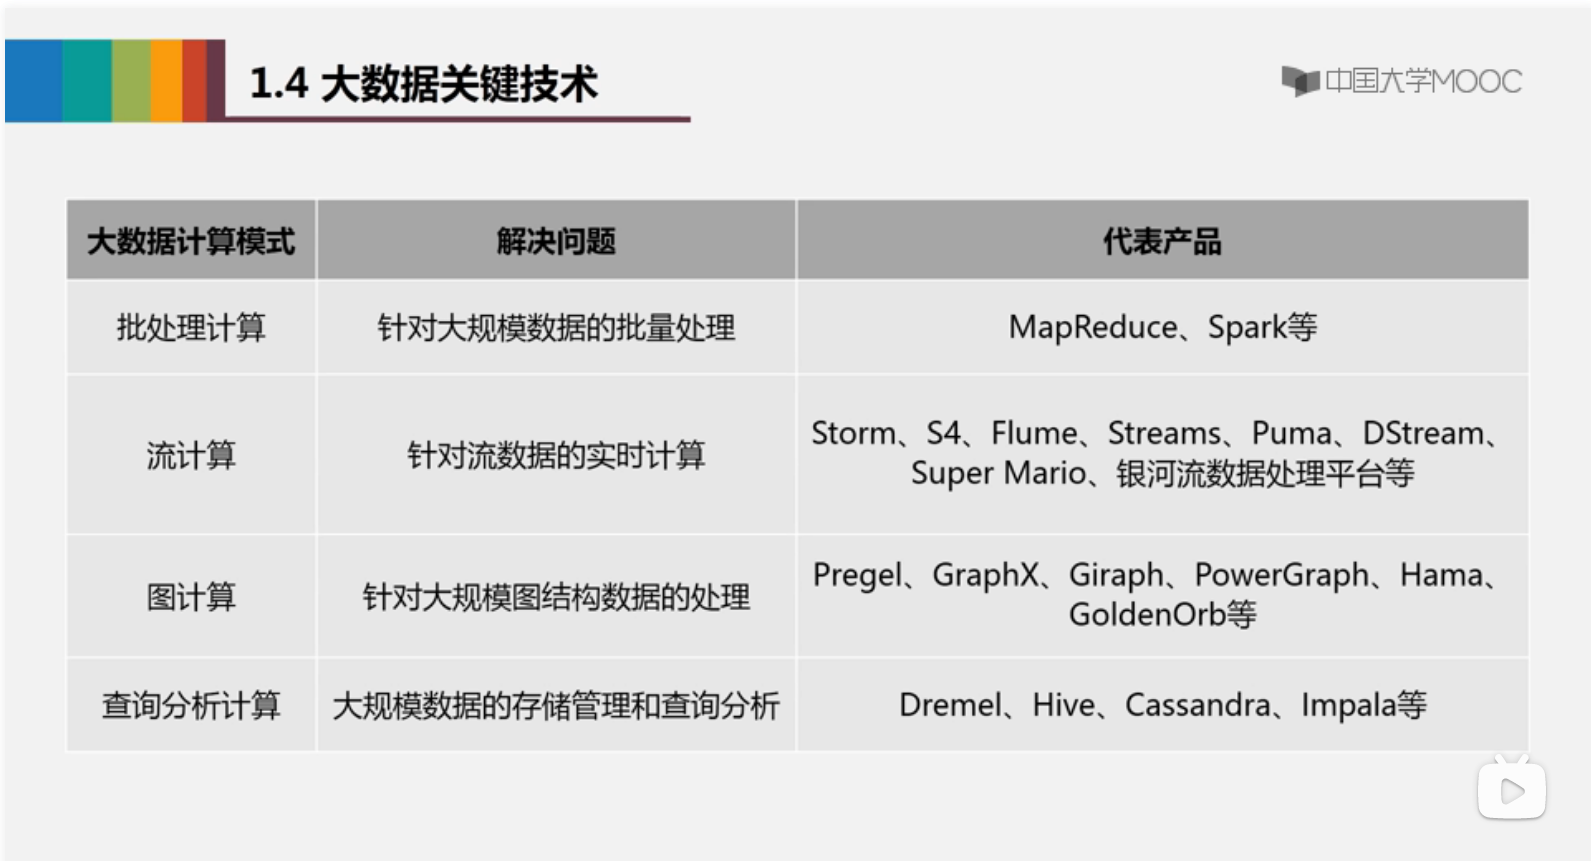 1.4 大数据关键技术
中国大学MOOC
大数据计算模式
解决问题
代表产品
批处理计算
针对大规模数据的批量处理
MapReduce、Spark等
流计算
针对流数据的实时计算
Storm、S4、Flume、Streams、Puma、DStream、
Super Mario、银河流数据处理平台等
图计算
针对大规模图结构数据的处理
Pregel、GraphX、Giraph、PowerGraph、Hama、
GoldenOrb等
查询分析计算
大规模数据的存储管理和查询分析
Dremel、Hive、Cassandra、Impala等